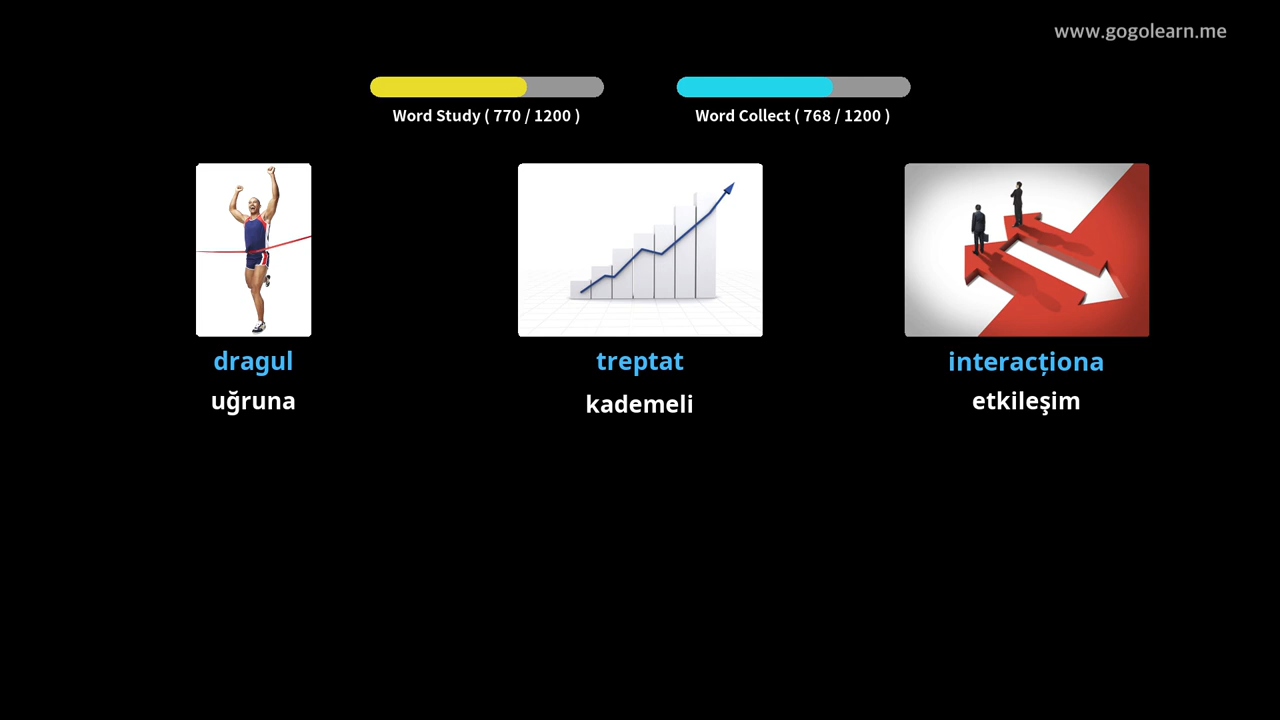 www.gogolearn.me
Word Study ( 770 / 1200 )
Word Collect ( 768 / 1200 )
dragul
treptat
interacționa
uğruna
kademeli
etkileşim